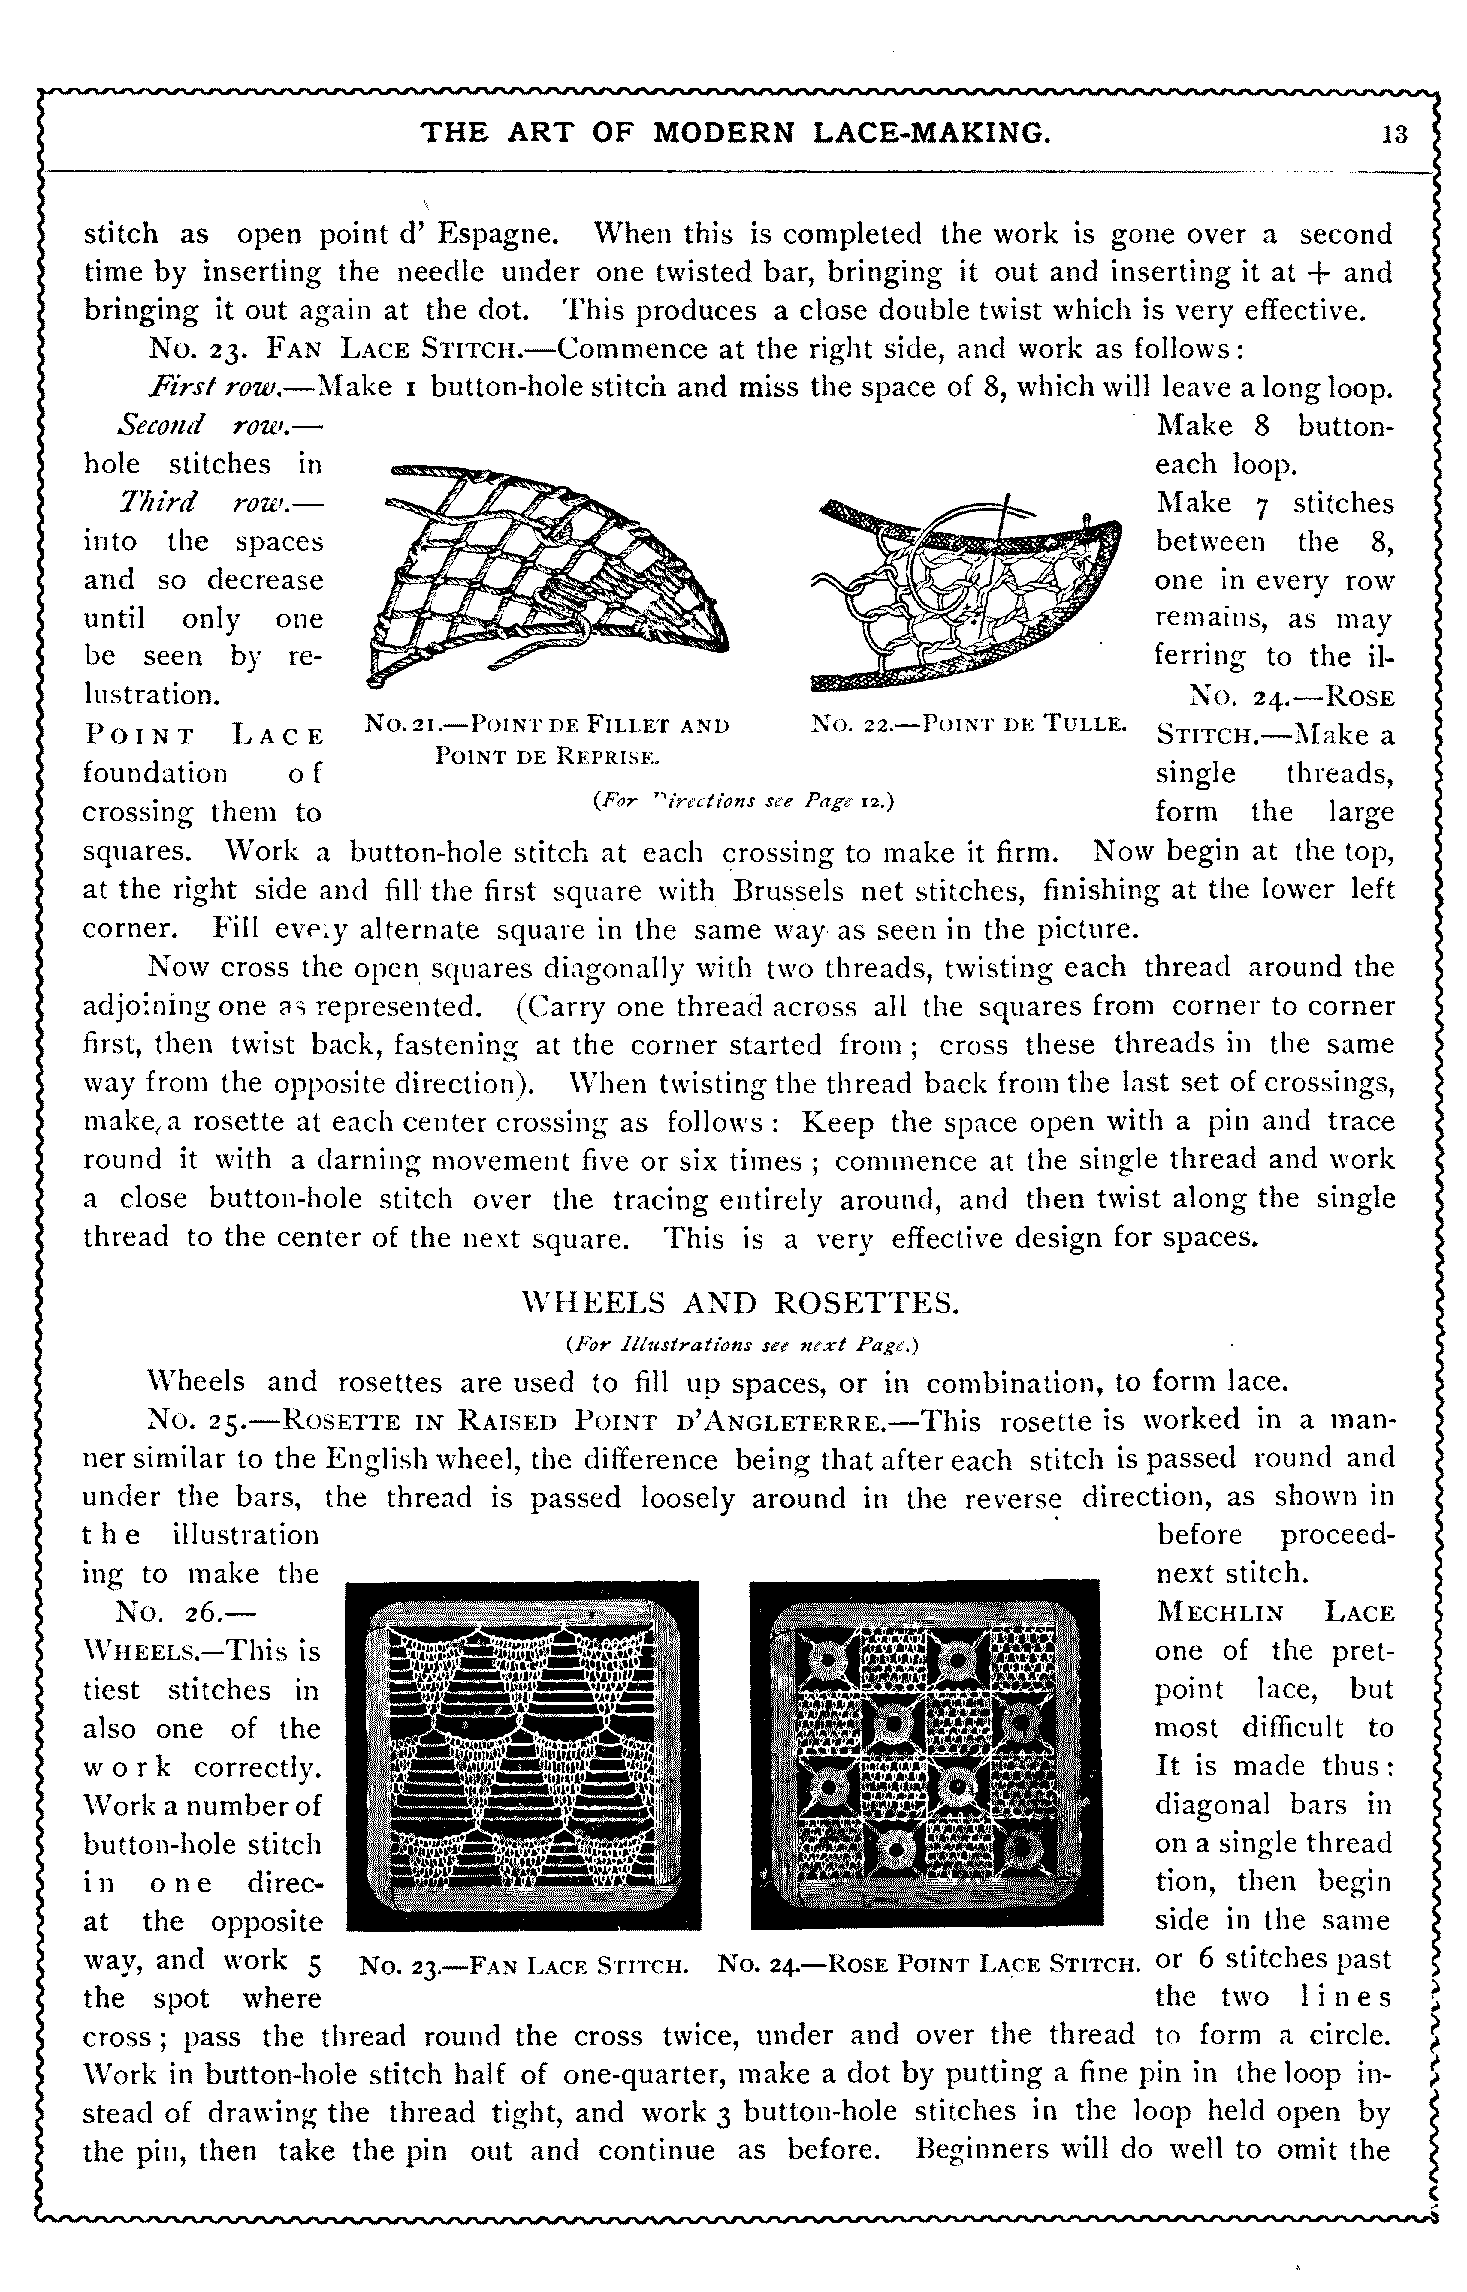 THE ART OF MODERN LACE-MAKING. 13
stitch as open point d' Espagne. When this is completed the work is gone over a second
time by inserting the needle under one twisted bar, bringing it out and inserting it at + and
bringing it out again at the dot. This produces a close double twist which is very effective.
No. 23. FAN LACE STITCH.—Commence at the right side, and work as follows:
First row.—Make 1 button-hole stitch and miss the space of 8, which will leave a long loop.
Second row.— Make 8 button-
hole stitches in each loop.
Third row.— Make 7 stitches
into the spaces between the 8,
and so decrease one in every row
until only one remains, as may
be seen by re- ferring to the il-
lustration. No. 24.—ROSE
POINT LACE STITCH.—Make a
foundation of single threads,
crossing them to form the large
No. 21.—POINT DE FILLET AND
POINT DE REPRISE.
No. 22.—POINT DE TULLE.
(For Directions see Page 12.)
squares. Work a button-hole stitch at each crossing to make it firm. Now begin at the top,
at the right side and fill the first square with Brussels net stitches, finishing at the lower left
corner. Fill every alternate square in the same way as seen in the picture.
Now cross the open squares diagonally with two threads, twisting each thread around the
adjoining one as represented. (Carry one thread across all the squares from corner to corner
first, then twist back, fastening at the corner started from; cross these threads in the same
way from the opposite direction). When twisting the thread back from the last set of crossings,
make a rosette at each center crossing as follows: Keep the space open with a pin and trace
round it with a darning movement five or six times; commence at the single thread and work
a close button-hole stitch over the tracing entirely around, and then twist along the single
thread to the center of the next square. This is a very effective design for spaces.
WHEELS AND ROSETTES.
(For Illustrations see next Page.)
Wheels and rosettes are used to fill up spaces, or in combination, to form lace.
No. 25.—ROSETTE IN RAISED POINT D'ANGLETERRE.—This rosette is worked in a man-
ner similar to the English wheel, the difference being that after each stitch is passed round and
under the bars, the thread is passed loosely around in the reverse direction, as shown in
the illustration before proceed-
ing to make the next stitch.
No. 26.— MECHLIN LACE
WHEELS.—This is one of the pret-
tiest stitches in point lace, but
also one of the most difficult to
work correctly. It is made thus:
Work a number of diagonal bars in
button-hole stitch on a single thread
in one direc- tion, then begin
at the opposite side in the same
way, and work 5 or 6 stitches past
the spot where the two lines
No. 23.—FAN LACE STITCH. No. 24.—ROSE POINT LACE STITCH.
cross; pass the thread round the cross twice, under and over the thread to form a circle.
Work in button-hole stitch half of one-quarter, make a dot by putting a fine pin in the loop in-
stead of drawing the thread tight, and work 3 button-hole stitches in the loop held open by
the pin, then take the pin out and continue as before. Beginners will do well to omit the